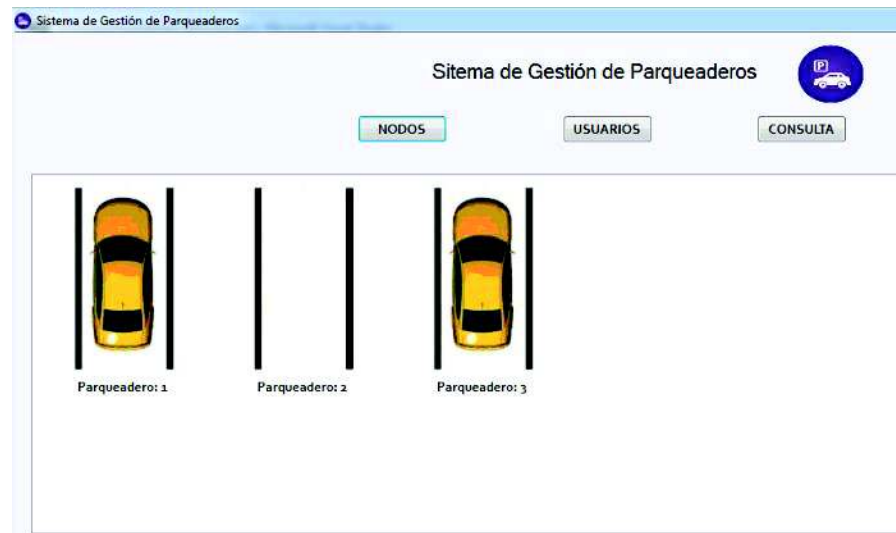 Sistema de Gestión de Parqueaderos
Sitema de Gestión de Parqueaderos
P
NODOS USUARIOS CONSULTA
Parqueadero: 1 Parqueadero: 2 Parqueadero: 3